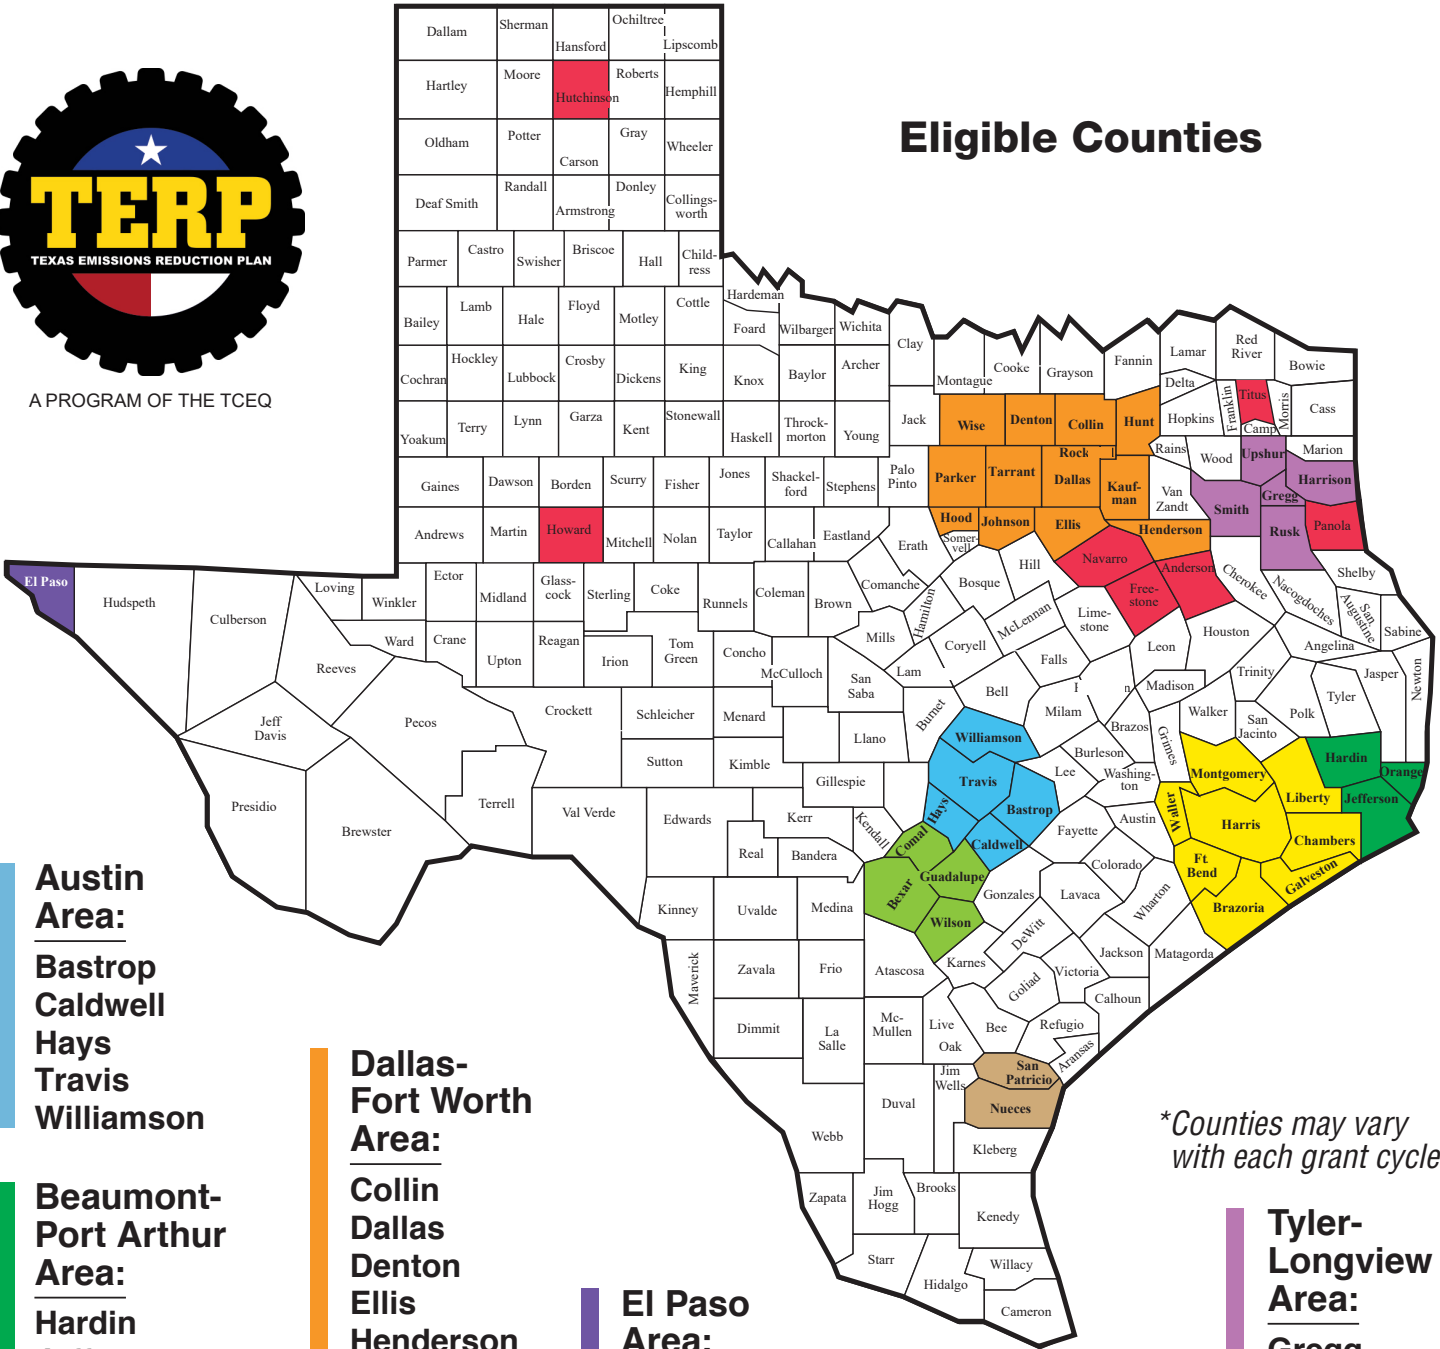 TERP
TEXAS EMISSIONS REDUCTION PLAN
A PROGRAM OF THE TCEQ
Eligible Counties
Dallam
Sherman
Hansford
Ochiltree
Lipscomb
Hartley
Moore
Hutchinson
Roberts
Hemphill
Oldham
Potter
Carson
Gray
Wheeler
Deaf Smith
Randall
Armstrong
Donley
Collings-
worth
Parmer
Castro
Swisher
Briscoe
Hall
Child-
ress
Bailey
Lamb
Hale
Floyd
Motley
Cottle
Hardeman
Foard
Wilbarger
Wichita
Clay
Cochran
Hockley
Lubbock
Crosby
Dickens
King
Knox
Baylor
Archer
Montague
Cooke
Grayson
Fannin
Lamar
Red
River
Bowie
Delta
Hopkins
Franklin
Titus
Camp
Morris
Cass
Yoakum
Terry
Lynn
Garza
Kent
Stonewall
Haskell
Throck-
morton
Young
Jack
Wise
Denton
Collin
Hunt
Rock
Rains
Wood
Upshur
Marion
Gaines
Dawson
Borden
Scurry
Fisher
Jones
Shackel-
ford
Stephens
Palo
Pinto
Parker
Tarrant
Dallas
Kauf-
man
Van
Zandt
Smith
Gregg
Harrison
Andrews
Martin
Howard
Mitchell
Nolan
Taylor
Callahan
Eastland
Erath
Hood
Somer-
vell
Johnson
Ellis
Henderson
Rusk
Panola
El Paso
Hudspeth
Culberson
Loving
Winkler
Ector
Midland
Glass-
cock
Sterling
Coke
Runnels
Coleman
Brown
Comanche
Hamilton
Bosque
Hill
Navarro
Free-
stone
Anderson
Cherokee
Nacogdoches
Shelby
San
Augustine
Sabine
Reeves
Ward
Crane
Upton
Reagan
Irion
Tom
Green
Concho
McCulloch
San
Saba
Mills
Lam
Coryell
McLennan
Lime-
stone
Falls
Leon
Houston
Angelina
Trinity
Polk
Tyler
Jasper
Newton
Jeff
Davis
Pecos
Crockett
Schleicher
Menard
Sutton
Kimble
Llano
Burnet
Bell
Milam
n
Brazos
Madison
Grimes
Walker
San
Jacinto
Presidio
Brewster
Terrell
Val Verde
Edwards
Kerr
Real
Bandera
Gillespie
Kendall
Comal
Hays
Travis
Williamson
Bastrop
Caldwell
Lee
Burleson
Washing-
ton
Fayette
Austin
Waller
Montgomery
Liberty
Hardin
Orange
Jefferson
Harris
Chambers
Ft
Bend
Galveston
Brazoria
Kinney
Uvalde
Medina
Bexar
Guadalupe
Wilson
Gonzales
Lavaca
Colorado
Wharton
Maverick
Zavala
Frio
Atascosa
Karnes
DeWitt
Jackson
Matagorda
Victoria
Goliad
Calhoun
Dimmit
La
Salle
Mc-
Mullen
Live
Oak
Bee
Refugio
Aransas
San
Patricio
Jim
Wells
Nueces
Webb
Duval
Kleberg
Zapata
Jim
Hogg
Brooks
Kenedy
Starr
Hidalgo
Willacy
Cameron
*Counties may vary
with each grant cycle
Austin
Area:
Bastrop
Caldwell
Hays
Travis
Williamson
Beaumont-
Port Arthur
Area:
Hardin
Dallas-
Fort Worth
Area:
Collin
Dallas
Denton
Ellis
Henderson
El Paso
Area:
Tyler-
Longview
Area:
Gregg